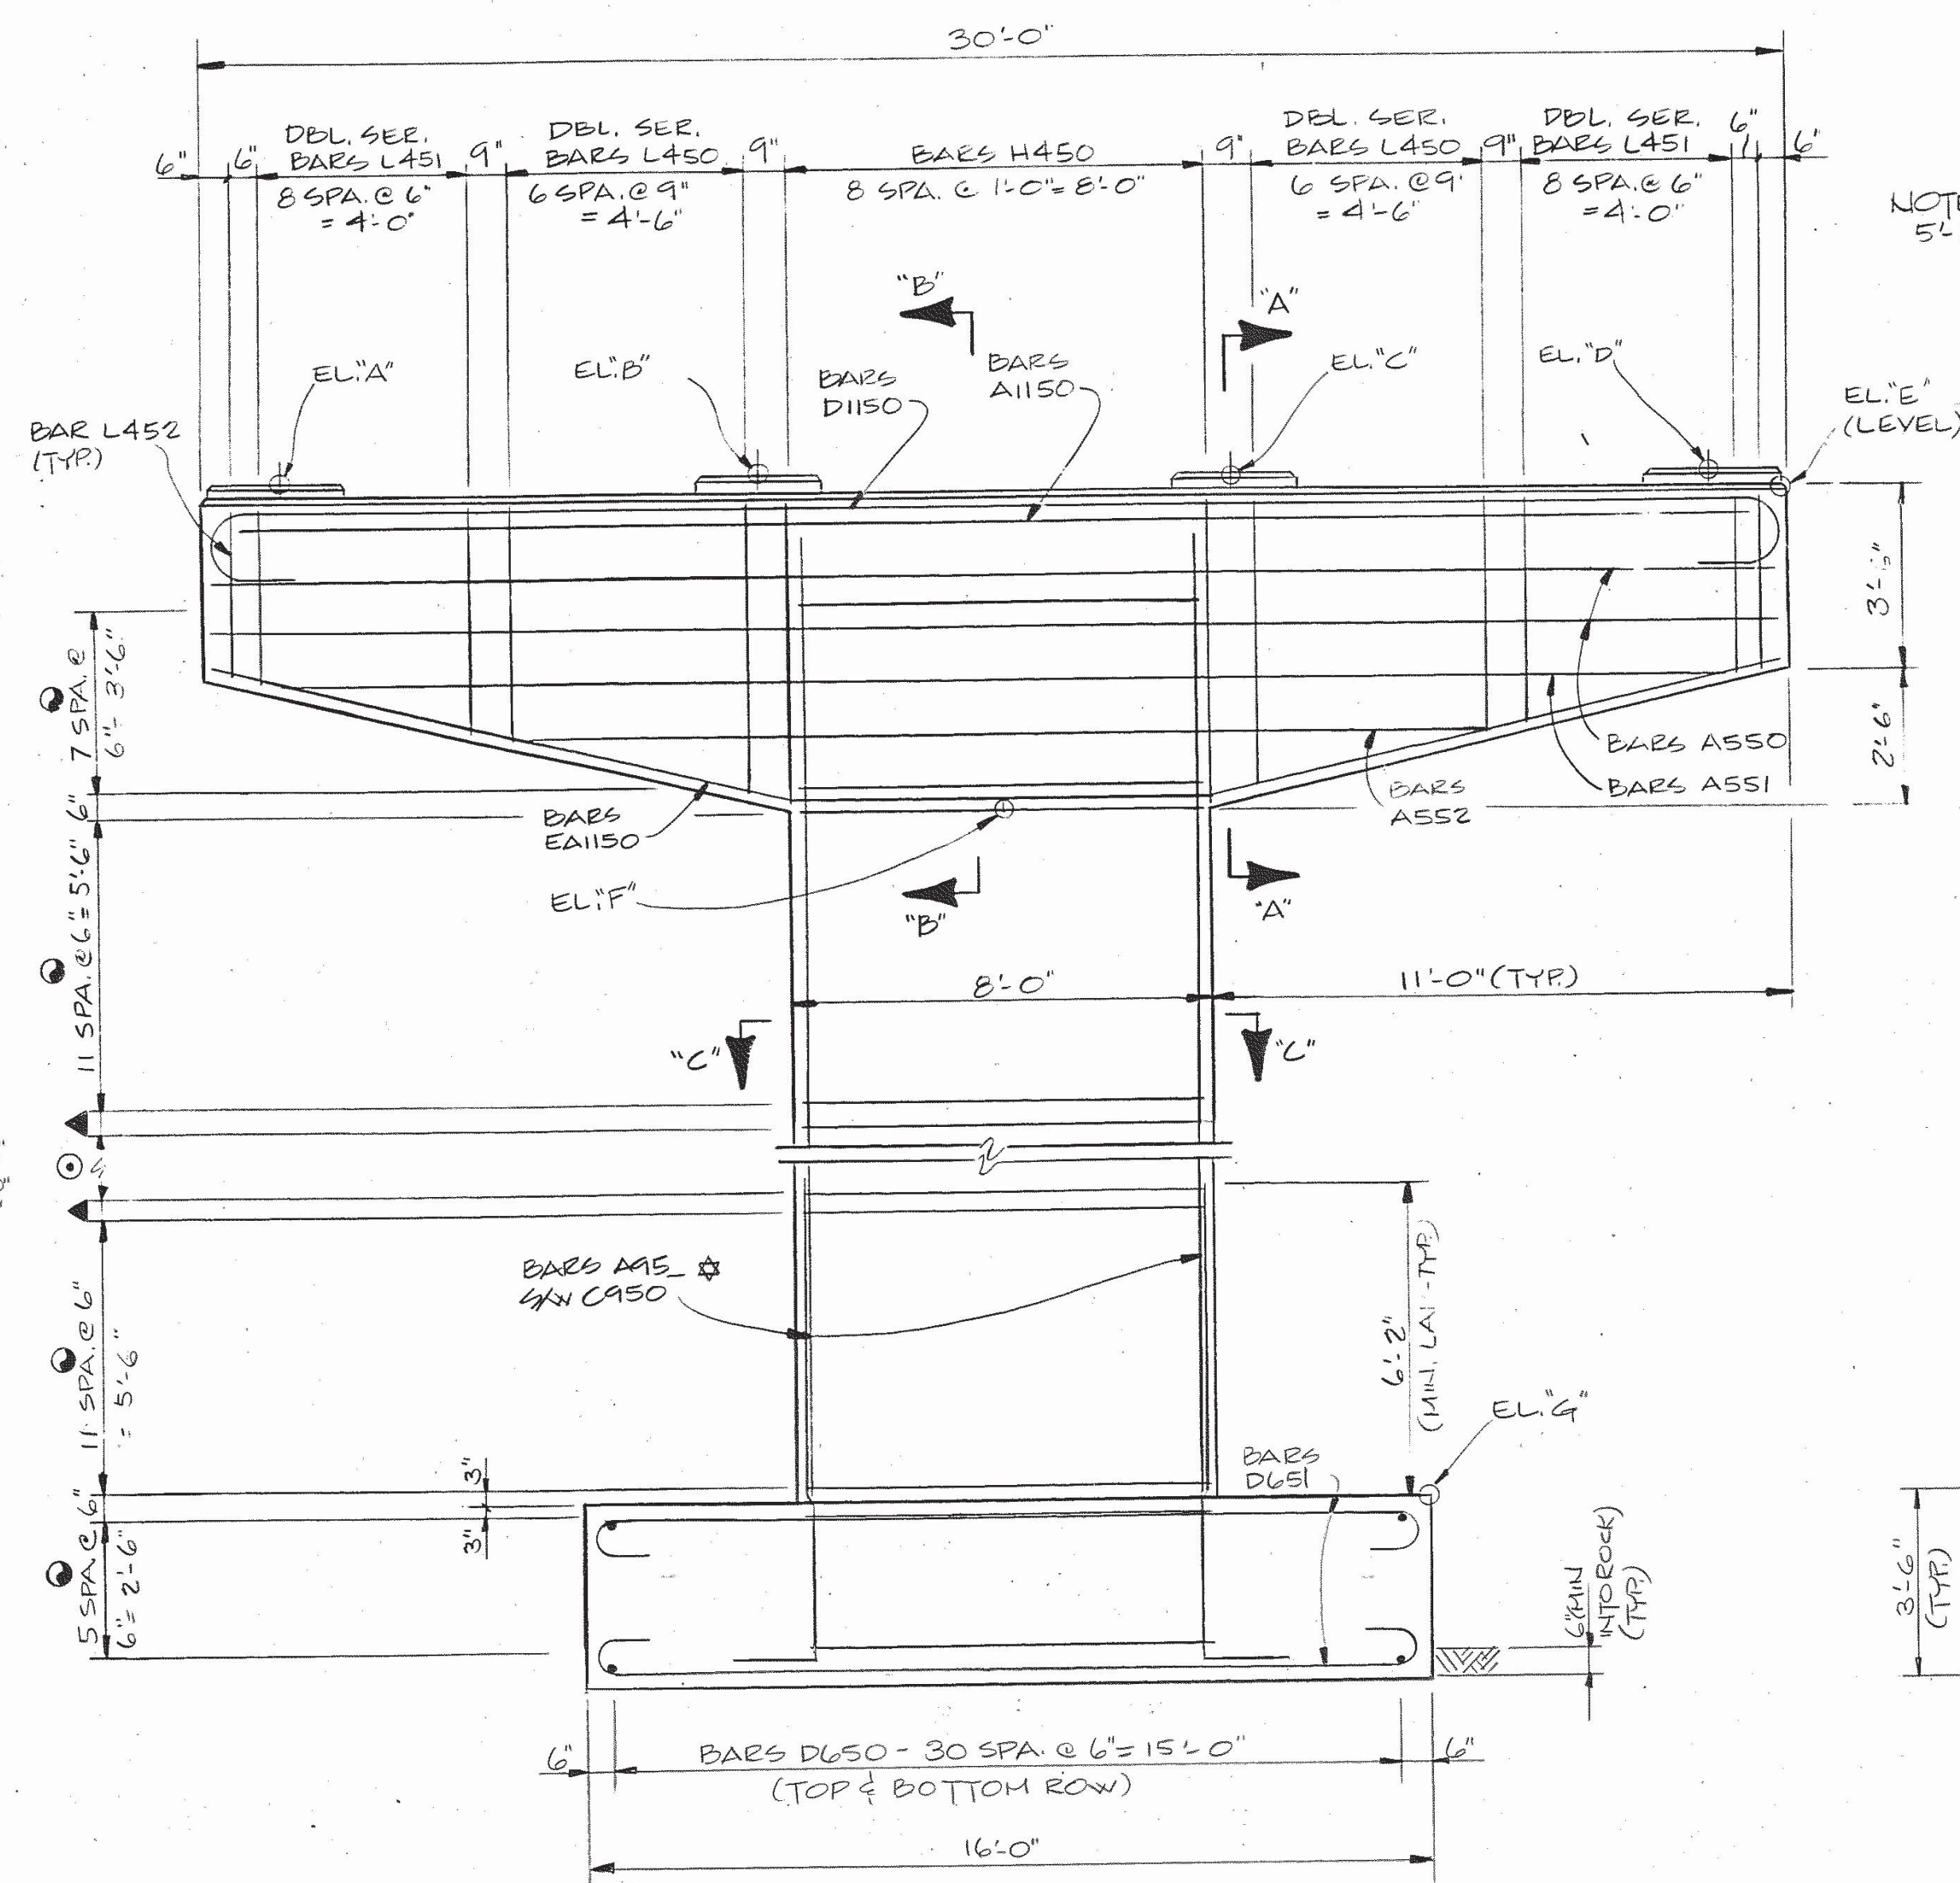 30'-0"
6"
6"
DBL. SER.
BARS L451
8 SPA. @ 6"
= 4'-0"
9"
DBL. SER.
BARS L450
6 SPA. @ 9"
= 4'-6"
9"
BARS H450
8 SPA. @ 1'-0" = 8'-0"
9"
DBL. SER.
BARS L450
6 SPA. @ 9"
= 4'-6"
9"
DBL. SER.
BARS L451
8 SPA. @ 6"
= 4'-0"
6"
6"
5'-
"B"
"A"
EL. "A"
EL. "B"
BARS
D1150
BARS
A1150
EL. "C"
EL. "D"
EL. "E"
(LEVEL)
BAR L452
(TYP.)
7 SPA. @
6" = 3'-6"
6"
11 SPA. @ 6" = 5'-6"
2'-6"
BARS A550
BARS A551
BARS
A552
BARS
EA1150
EL. "F"
"B"
"A"
8'-0"
11'-0" (TYP.)
"C"
"C"
BARS A95_
S/W C950
11 SPA. @ 6"
= 5'-6"
6'-2"
(MIN. LAP - TYP.)
EL. "G"
BARS
D651
3"
3"
5 SPA. @ 6"
6" = 2'-6"
6" MIN
INTO ROCK)
(TYP.)
3'-6"
(TYP.)
6"
BARS D650 - 30 SPA. @ 6" = 15'-0"
(TOP & BOTTOM ROW)
6"
16'-0"